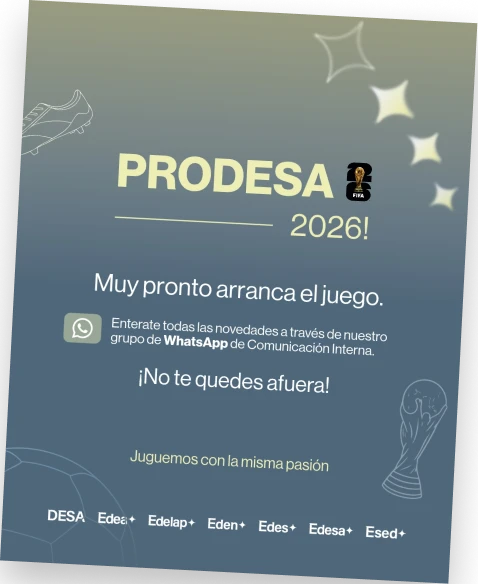 PRODESA
FIFA
2026!
Muy pronto arranca el juego.
Enterate todas las novedades a través de nuestro
grupo de WhatsApp de Comunicación Interna.
¡No te quedes afuera!
Juguemos con la misma pasión
DESA Edea Edelap Eden Edes Edesa Esed